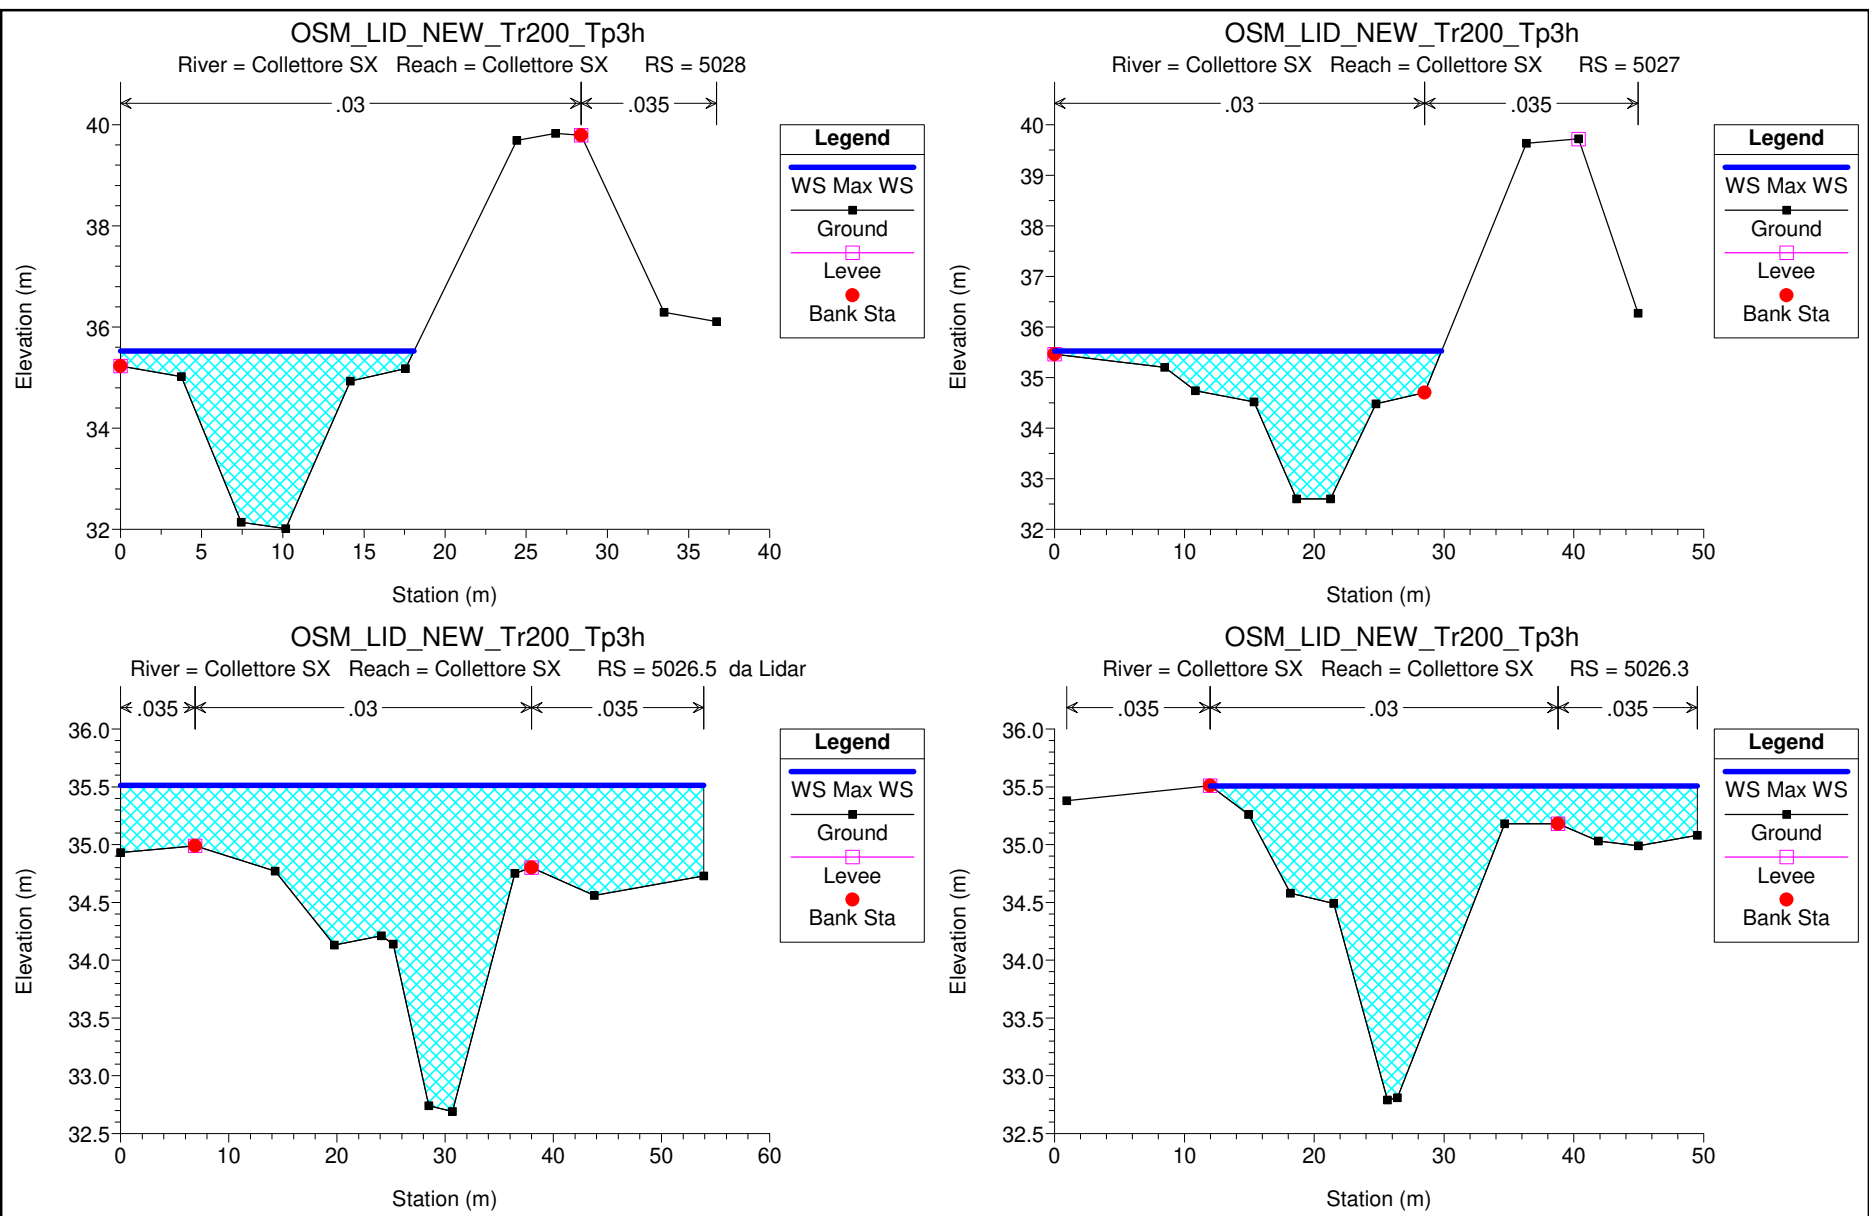 OSM_LID_NEW_Tr200_Tp3h
River = Collettore SX Reach = Collettore SX RS = 5028
.03
.035
40
38
36
34
32
Elevation (m)
0 5 10 15 20 25 30 35 40
Station (m)
Legend
WS Max WS
Ground
Levee
Bank Sta
OSM_LID_NEW_Tr200_Tp3h
River = Collettore SX Reach = Collettore SX RS = 5027
.03
.035
40
39
38
37
36
35
34
33
32
Elevation (m)
0 10 20 30 40 50
Station (m)
Legend
WS Max WS
Ground
Levee
Bank Sta
OSM_LID_NEW_Tr200_Tp3h
River = Collettore SX Reach = Collettore SX RS = 5026.5 da Lidar
.035
.03
.035
36.0
35.5
35.0
34.5
34.0
33.5
33.0
32.5
Elevation (m)
0 10 20 30 40 50 60
Station (m)
Legend
WS Max WS
Ground
Levee
Bank Sta
OSM_LID_NEW_Tr200_Tp3h
River = Collettore SX Reach = Collettore SX RS = 5026.3
.035
.03
.035
36.0
35.5
35.0
34.5
34.0
33.5
33.0
32.5
Elevation (m)
0 10 20 30 40 50
Station (m)
Legend
WS Max WS
Ground
Levee
Bank Sta